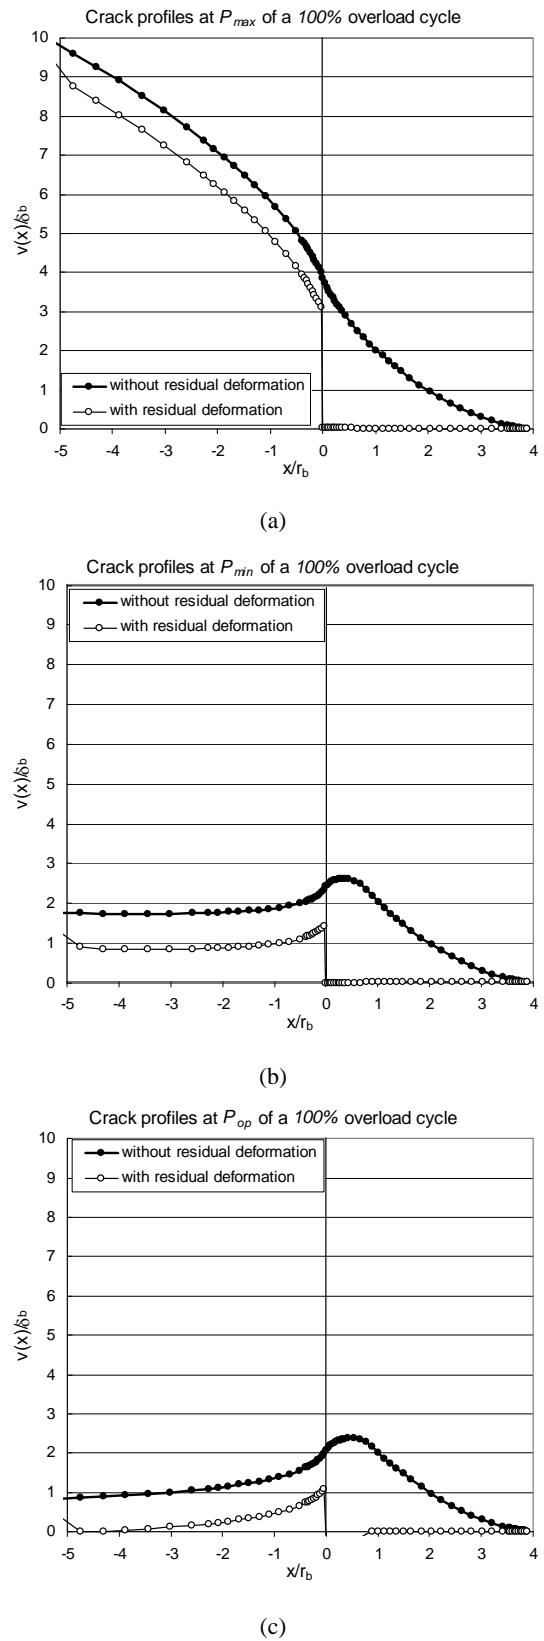 Crack profiles at Pmax of a 100% overload cycle
10
9
8
7
6
5
4
3
2
1
0
v(x)/δb
without residual deformation
with residual deformation
-5 -4 -3 -2 -1 0 1 2 3 4
x/rb
(a)
Crack profiles at Pmin of a 100% overload cycle
10
9
8
7
6
5
4
3
2
1
0
v(x)/δb
without residual deformation
with residual deformation
-5 -4 -3 -2 -1 0 1 2 3 4
x/rb
(b)
Crack profiles at Pop of a 100% overload cycle
10
9
8
7
6
5
4
3
2
1
0
v(x)/δb
without residual deformation
with residual deformation
-5 -4 -3 -2 -1 0 1 2 3 4
x/rb
(c)